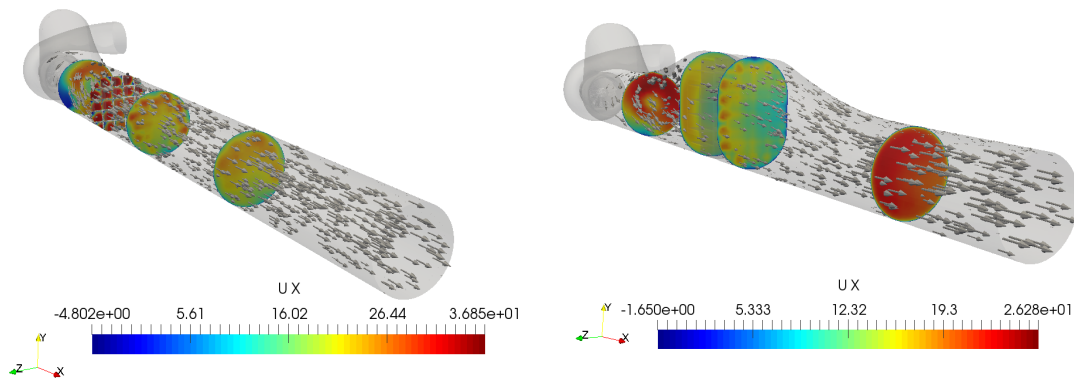 U X
-4.802e+00 5.61 16.02 26.44 3.685e+01
Y
Z X
U X
-1.650e+00 5.333 12.32 19.3 2.628e+01
Y
Z X